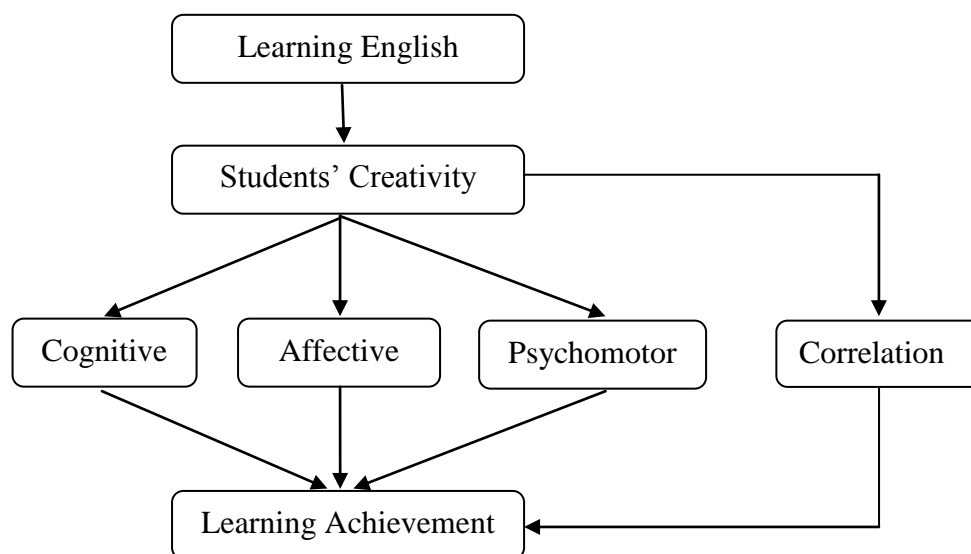 Learning English
Students’ Creativity
Cognitive
Affective
Psychomotor
Correlation
Learning Achievement